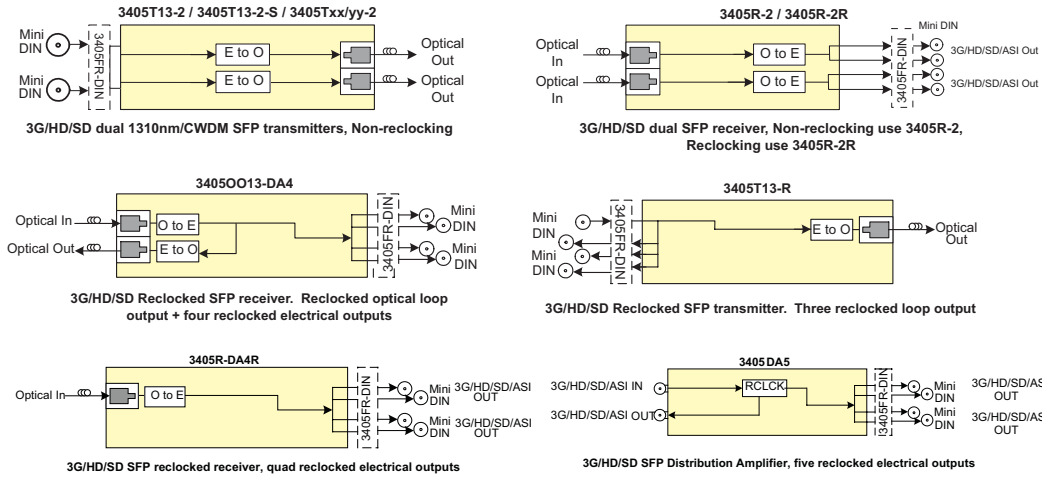 3405T13-2 / 3405T13-2-S / 3405Txx/yy-2
Mini
DIN
Mini
DIN
3405FR-DIN
E to O
E to O
Optical
Out
Optical
Out
3G/HD/SD dual 1310nm/CWDM SFP transmitters, Non-reclocking
3405R-2 / 3405R-2R
Optical
In
Optical
In
O to E
O to E
3405FR-DIN
Mini DIN
3G/HD/SD/ASI Out
3G/HD/SD/ASI Out
3G/HD/SD dual SFP receiver, Non-reclocking use 3405R-2,
Reclocking use 3405R-2R
3405OO13-DA4
Optical In
Optical Out
O to E
E to O
3405FR-DIN
Mini
DIN
Mini
DIN
3G/HD/SD Reclocked SFP receiver. Reclocked optical loop
output + four reclocked electrical outputs
3405T13-R
Mini
DIN
Mini
DIN
3405FR-DIN
E to O
Optical
Out
3G/HD/SD Reclocked SFP transmitter. Three reclocked loop output
3405R-DA4R
Optical In
O to E
3405FR-DIN
Mini
DIN
3G/HD/SD/ASI
OUT
Mini
DIN
3G/HD/SD/ASI
OUT
3G/HD/SD SFP reclocked receiver, quad reclocked electrical outputs
3405DA5
3G/HD/SD/ASI IN
3G/HD/SD/ASI OUT
RCLCK
3405FR-DIN
Mini
DIN
3G/HD/SD/AS
OUT
Mini
DIN
3G/HD/SD/AS
OUT
3G/HD/SD SFP Distribution Amplifier, five reclocked electrical outputs